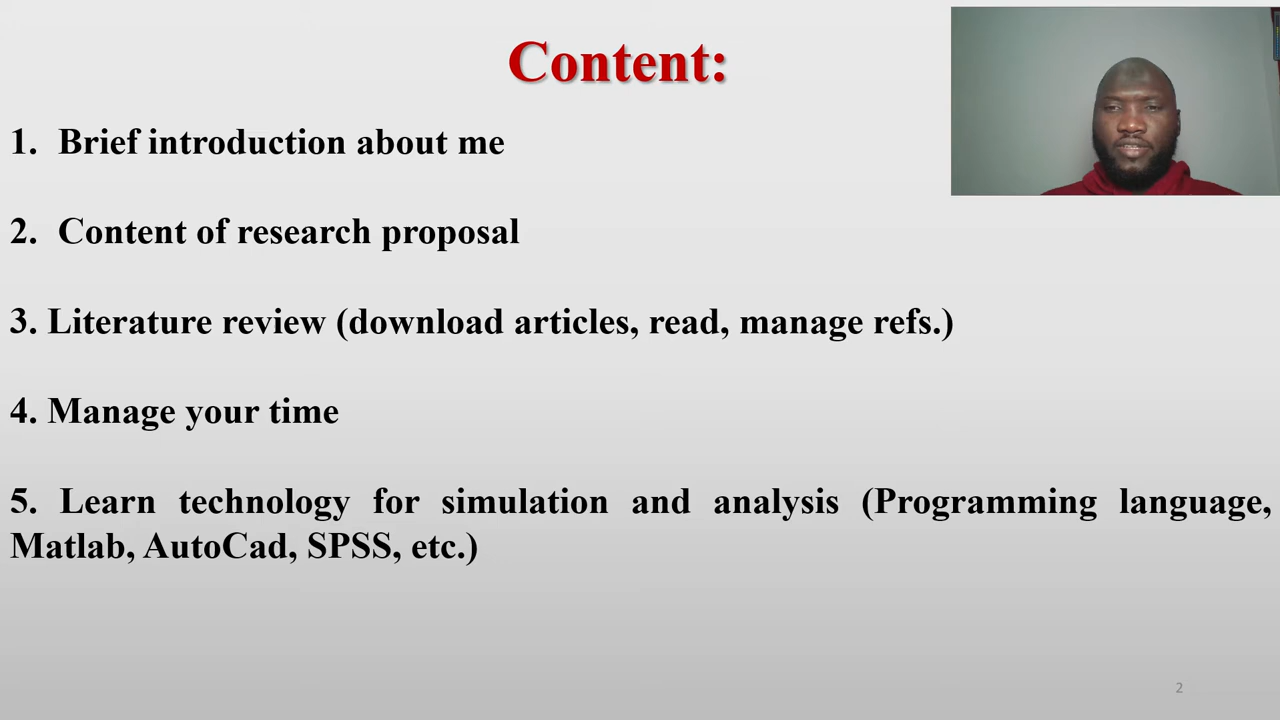 Content:
1. Brief introduction about me
2. Content of research proposal
3. Literature review (download articles, read, manage refs.)
4. Manage your time
5. Learn technology for simulation and analysis (Programming language,
Matlab, AutoCad, SPSS, etc.)
2